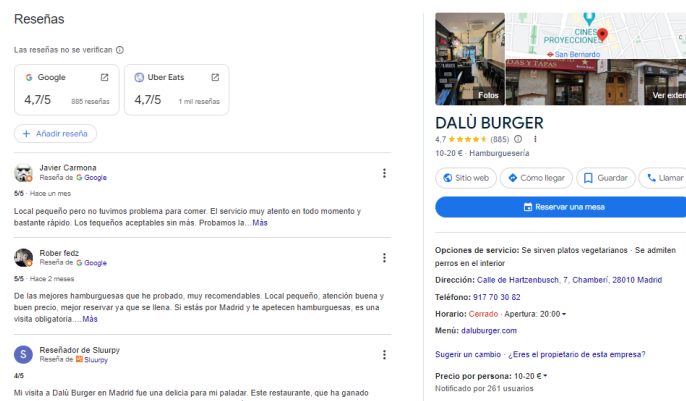 Reseñas
Las reseñas no se verifican
Google
4,7/5 885 reseñas
Uber Eats
4,7/5 1 mil reseñas
+ Añadir reseña
Javier Carmona
Reseña de G Google
5/5 · Hace un mes
Local pequeño pero no tuvimos problema para comer. El servicio muy atento en todo momento y
bastante rápido. Los tequeños aceptables sin más. Probamos la…Más
Rober fedz
Reseña de G Google
5/5 · Hace 2 meses
De las mejores hamburguesas que he probado, muy recomendables. Local pequeño, atención buena y
buen precio, mejor reservar ya que se llena. Si estás por Madrid y te apetecen hamburguesas, es una
visita obligatoria.…Más
S
Reseñador de Sluurpy
Reseña de Sluurpy
4/5
Mi visita a Dalù Burger en Madrid fue una delicia para mi paladar. Este restaurante, que ha ganado
Fotos
CINES
PROYECCIONES
San Bernardo
DAS Y TAPAS
Ver exter
DALÙ BURGER
4,7 (885)
10-20 € · Hamburguesería
Sitio web
Cómo llegar
Guardar
Llamar
Reservar una mesa
Opciones de servicio: Se sirven platos vegetarianos · Se admiten
perros en el interior
Dirección: Calle de Hartzenbusch, 7, Chamberí, 28010 Madrid
Teléfono: 917 70 30 82
Horario: Cerrado · Apertura: 20:00
Menú: daluburger.com
Sugerir un cambio · ¿Eres el propietario de esta empresa?
Precio por persona: 10-20 €
Notificado por 261 usuarios